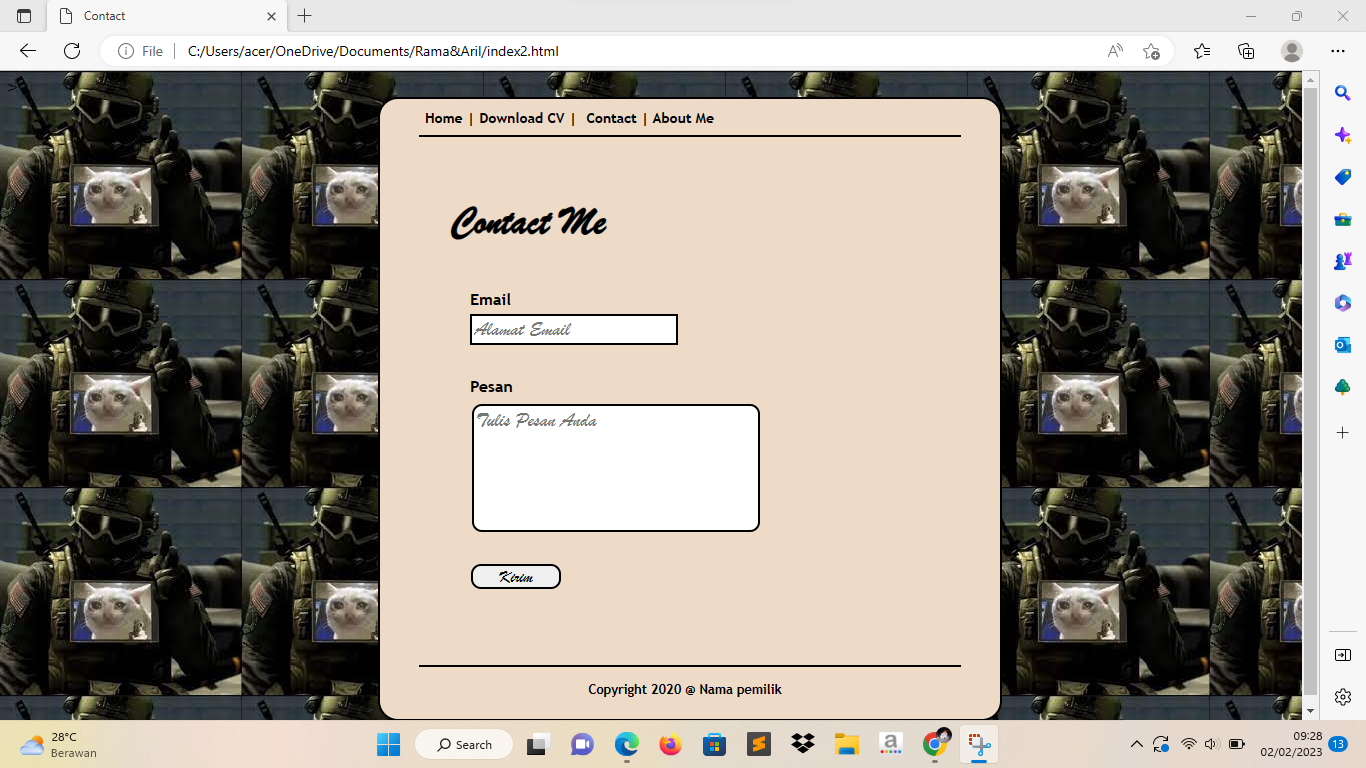 Contact
File C:/Users/acer/OneDrive/Documents/Rama&Aril/index2.html
>
Home | Download CV | Contact | About Me
Contact Me
Email
Alamat Email
Pesan
Tulis Pesan Anda
Kirim
Copyright 2020 @ Nama pemilik
28°C
Berawan
Search
a
09:28
02/02/2023
13